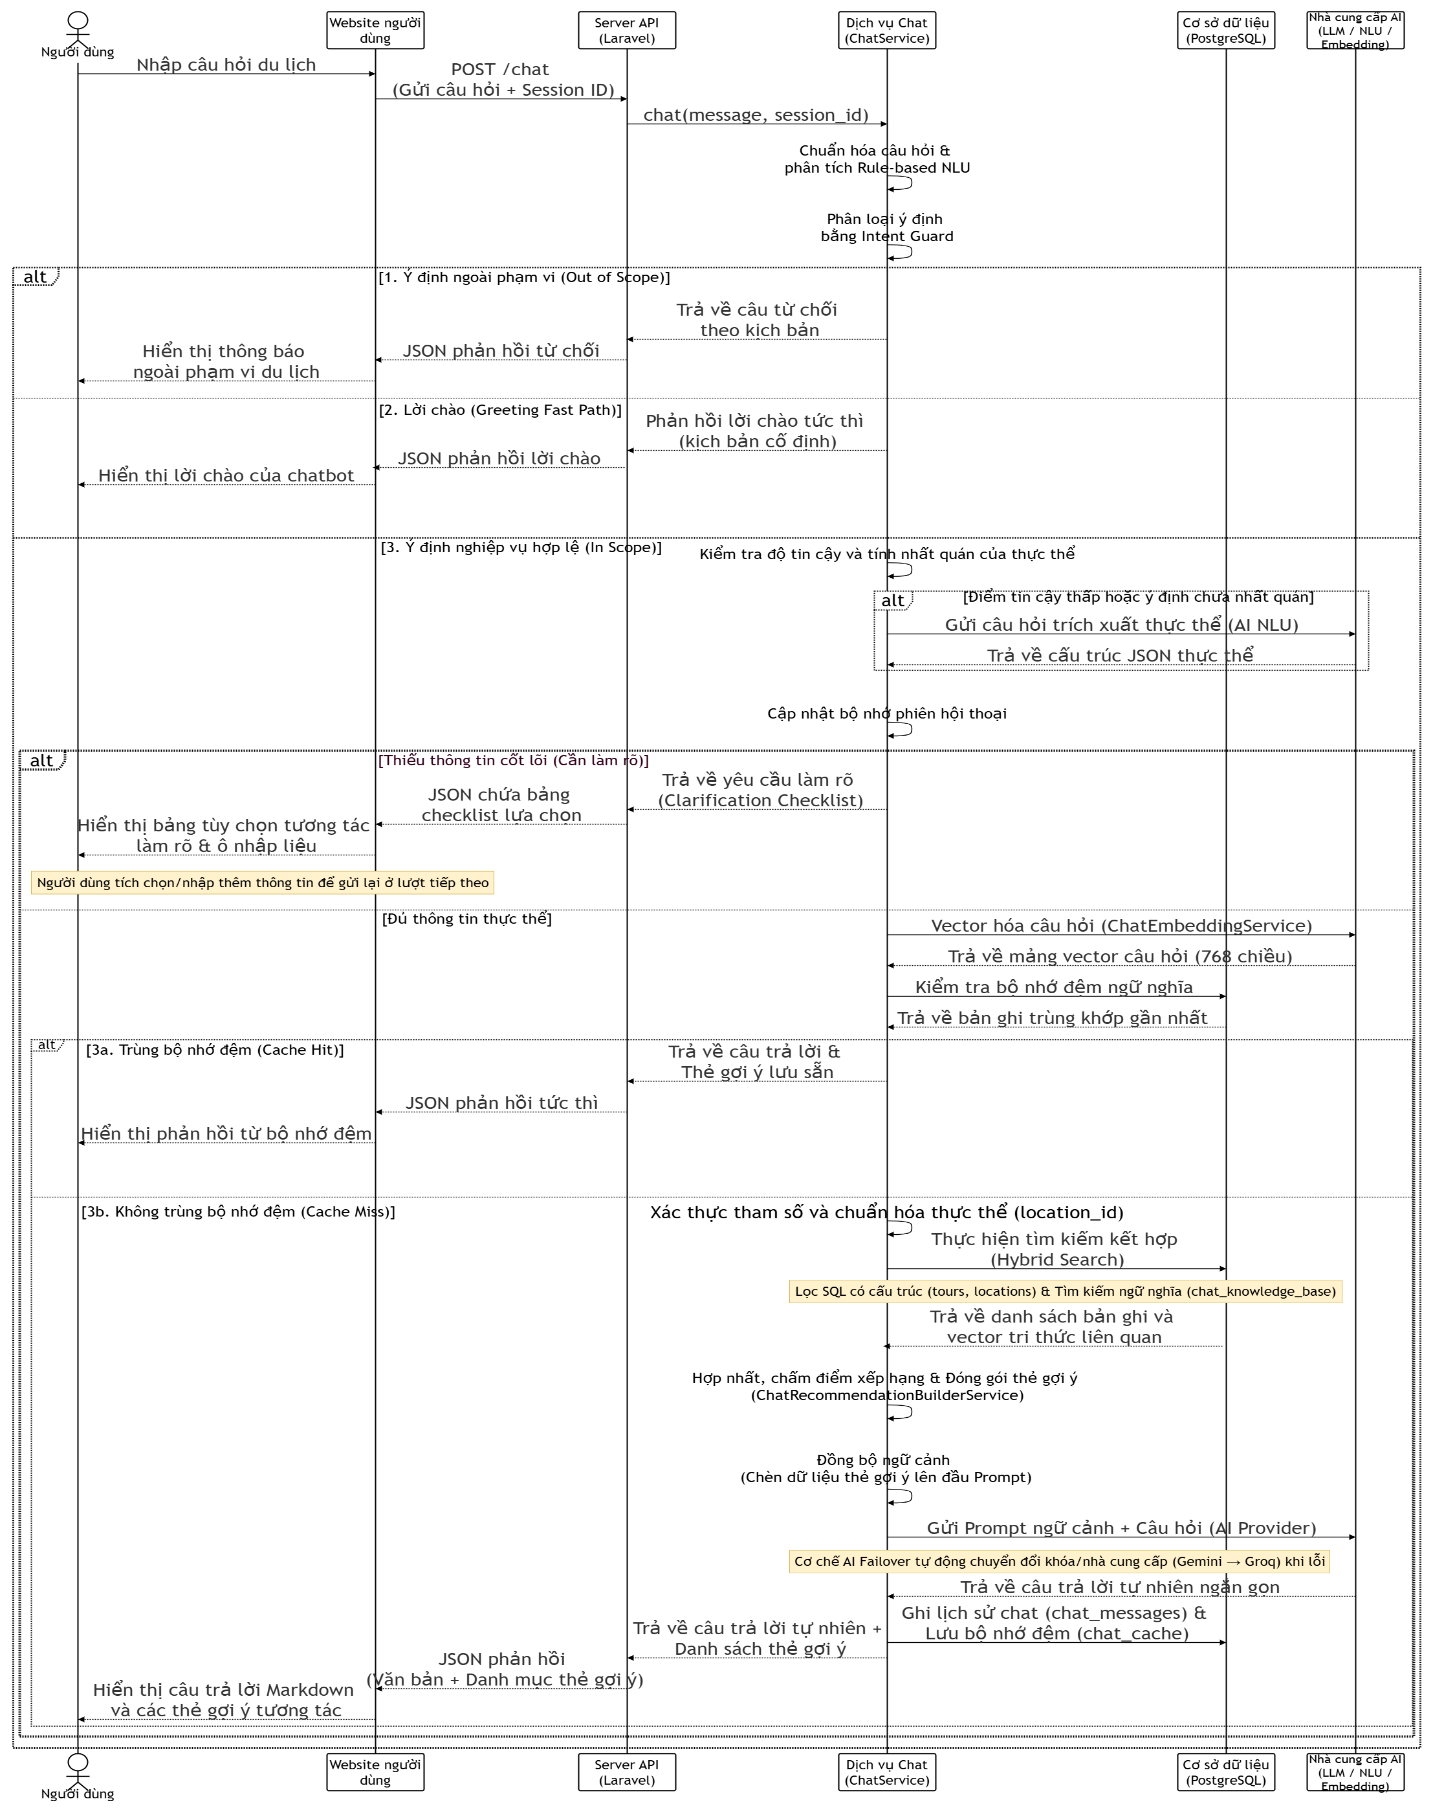 Người dùng
Website người
dùng
Server API
(Laravel)
Dịch vụ Chat
(ChatService)
Cơ sở dữ liệu
(PostgreSQL)
Nhà cung cấp AI
(LLM / NLU /
Embedding)
Nhập câu hỏi du lịch
POST /chat
(Gửi câu hỏi + Session ID)
chat(message, session_id)
Chuẩn hóa câu hỏi &
phân tích Rule-based NLU
Phân loại ý định
bằng Intent Guard
alt
[1. Ý định ngoài phạm vi (Out of Scope)]
Trả về câu từ chối
theo kịch bản
JSON phản hồi từ chối
Hiển thị thông báo
ngoài phạm vi du lịch
[2. Lời chào (Greeting Fast Path)]
Phản hồi lời chào tức thì
(kịch bản cố định)
JSON phản hồi lời chào
Hiển thị lời chào của chatbot
[3. Ý định nghiệp vụ hợp lệ (In Scope)]
Kiểm tra độ tin cậy và tính nhất quán của thực thể
alt
[Điểm tin cậy thấp hoặc ý định chưa nhất quán]
Gửi câu hỏi trích xuất thực thể (AI NLU)
Trả về cấu trúc JSON thực thể
Cập nhật bộ nhớ phiên hội thoại
alt
[Thiếu thông tin cốt lõi (Cần làm rõ)]
Trả về yêu cầu làm rõ
(Clarification Checklist)
JSON chứa bảng
checklist lựa chọn
Hiển thị bảng tùy chọn tương tác
làm rõ & ô nhập liệu
Người dùng tích chọn/nhập thêm thông tin để gửi lại ở lượt tiếp theo
[Đủ thông tin thực thể]
Vector hóa câu hỏi (ChatEmbeddingService)
Trả về mảng vector câu hỏi (768 chiều)
Kiểm tra bộ nhớ đệm ngữ nghĩa
Trả về bản ghi trùng khớp gần nhất
alt
[3a. Trùng bộ nhớ đệm (Cache Hit)]
Trả về câu trả lời &
Thẻ gợi ý lưu sẵn
JSON phản hồi tức thì
Hiển thị phản hồi từ bộ nhớ đệm
[3b. Không trùng bộ nhớ đệm (Cache Miss)]
Xác thực tham số và chuẩn hóa thực thể (location_id)
Thực hiện tìm kiếm kết hợp
(Hybrid Search)
Lọc SQL có cấu trúc (tours, locations) & Tìm kiếm ngữ nghĩa (chat_knowledge_base)
Trả về danh sách bản ghi và
vector tri thức liên quan
Hợp nhất, chấm điểm xếp hạng & Đóng gói thẻ gợi ý
(ChatRecommendationBuilderService)
Đồng bộ ngữ cảnh
(Chèn dữ liệu thẻ gợi ý lên đầu Prompt)
Gửi Prompt ngữ cảnh + Câu hỏi (AI Provider)
Cơ chế AI Failover tự động chuyển đổi khóa/nhà cung cấp (Gemini → Groq) khi lỗi
Trả về câu trả lời tự nhiên ngắn gọn
Ghi lịch sử chat (chat_messages) &
Lưu bộ nhớ đệm (chat_cache)
Trả về câu trả lời tự nhiên +
Danh sách thẻ gợi ý
JSON phản hồi
(Văn bản + Danh mục thẻ gợi ý)
Hiển thị câu trả lời Markdown
và các thẻ gợi ý tương tác
Người dùng
Website người
dùng
Server API
(Laravel)
Dịch vụ Chat
(ChatService)
Cơ sở dữ liệu
(PostgreSQL)
Nhà cung cấp AI
(LLM / NLU /
Embedding)